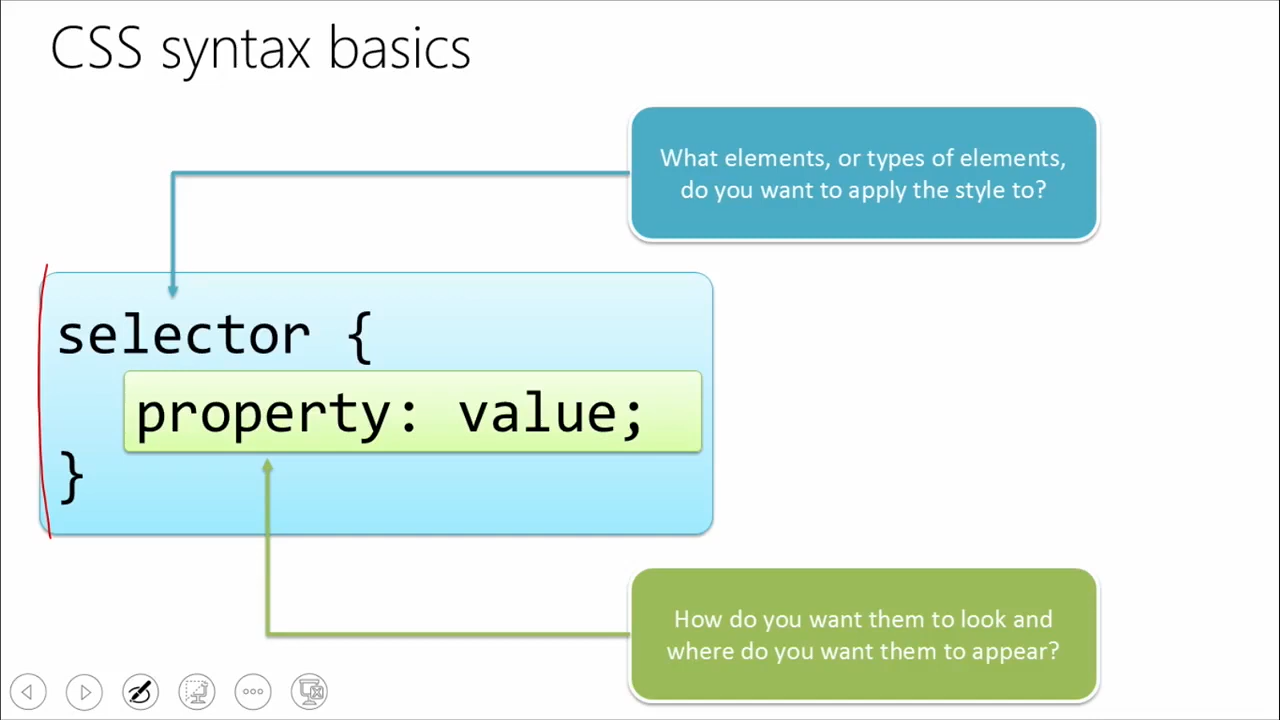 CSS syntax basics
What elements, or types of elements,
do you want to apply the style to?
selector {
property: value;
}
How do you want them to look and
where do you want them to appear?